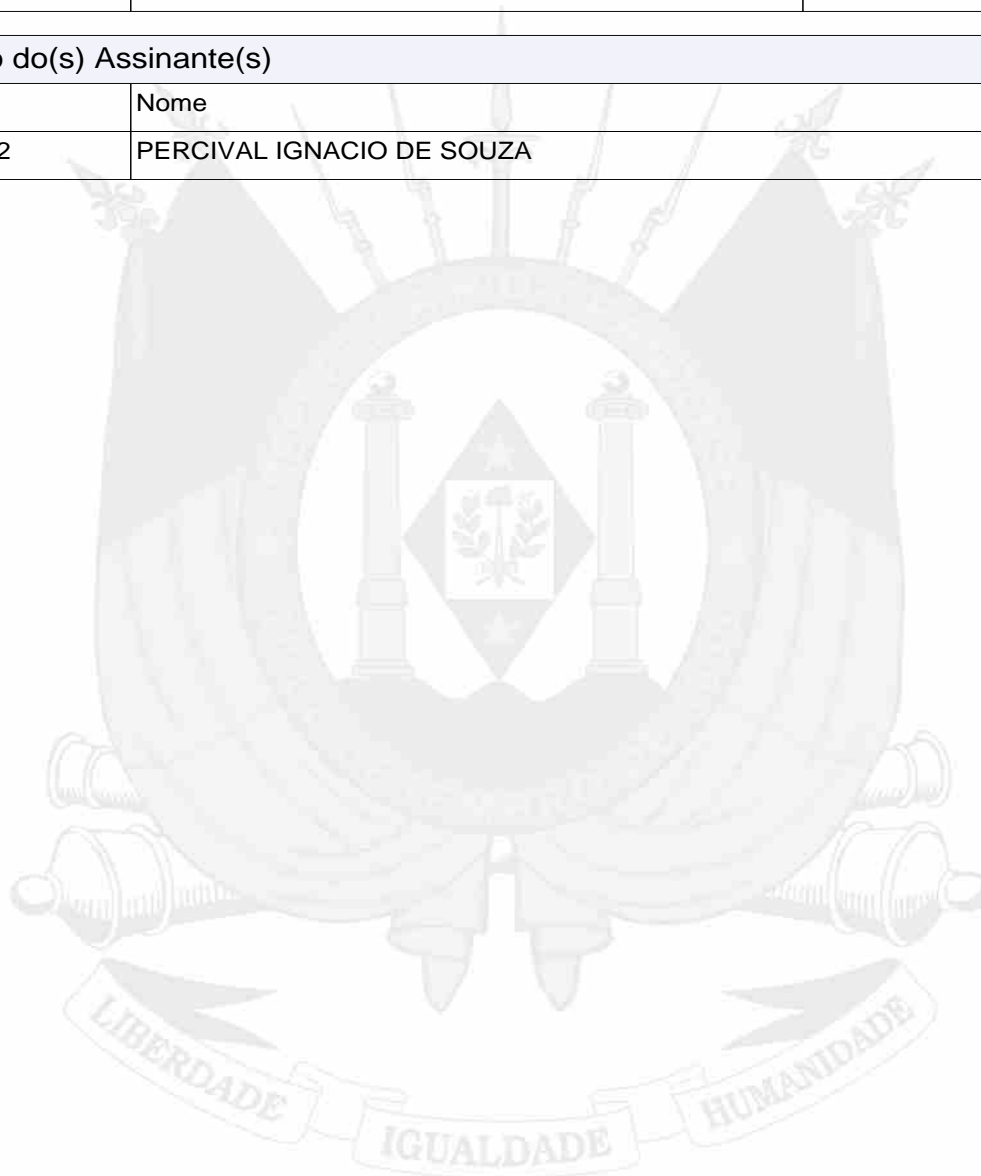 o do(s) Assinante(s)
Nome
2 PERCIVAL IGNACIO DE SOUZA
LIBERDADE IGUALDADE HUMANIDADE